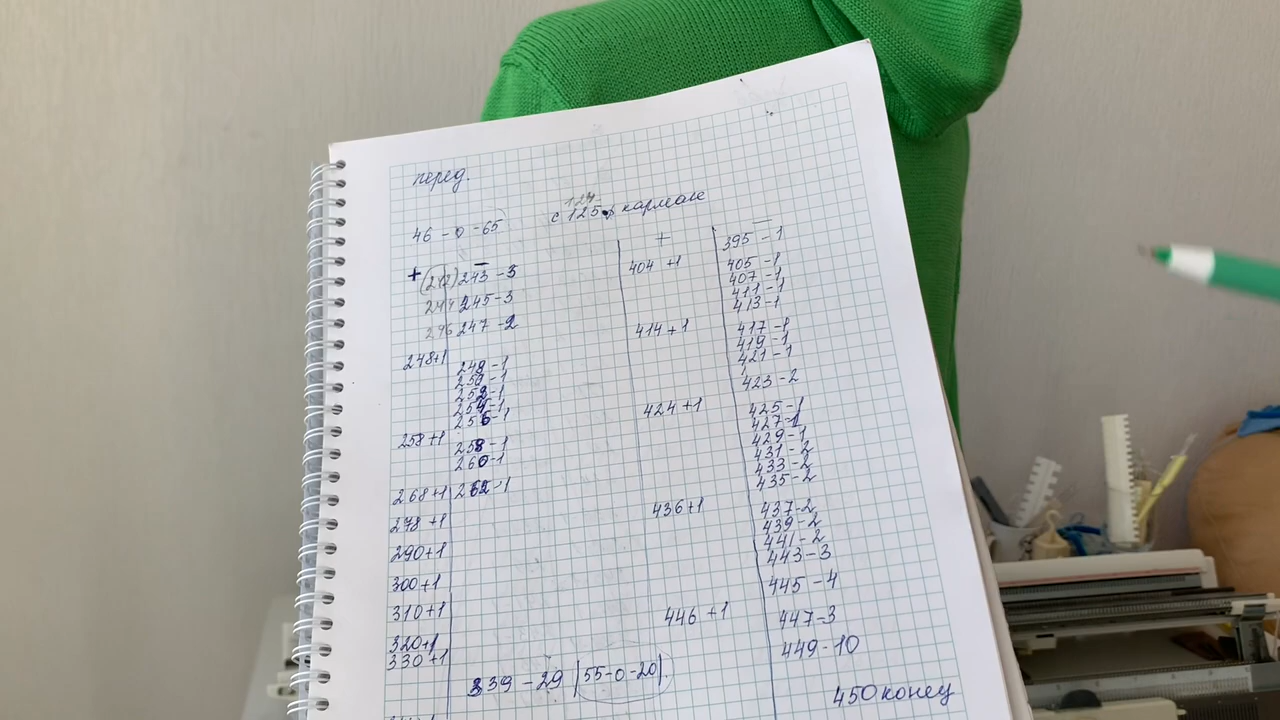 перед.
124
с 125 р кармане
46 - 0 - 65
+ (242) 243 - 3
244 245 - 3
246 247 - 2
248+1
249 - 1
250 - 1
252 - 1
254 - 1
256 - 1
258+1
258 - 1
260 - 1
268+1 262 - 1
278+1
290+1
300+1
310+1
320+1
330+1
339 - 29 |55-0-20|
+
404 +1
414 +1
424 +1
436 +1
446 +1
—
395 - 1
405 - 1
407 - 1
411 - 1
413 - 1
417 - 1
419 - 1
421 - 1
423 - 2
425 - 1
427 - 1
429 - 1
431 - 2
433 - 2
435 - 2
437 - 2
439 - 2
441 - 2
443 - 3
445 - 4
447 - 3
449 - 10
450 конец